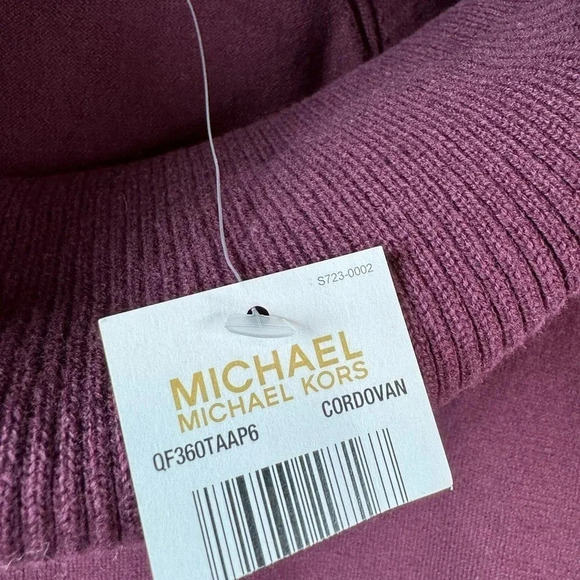 S723-0002
MICHAEL
MICHAEL KORS
QF360TAAP6 CORDOVAN